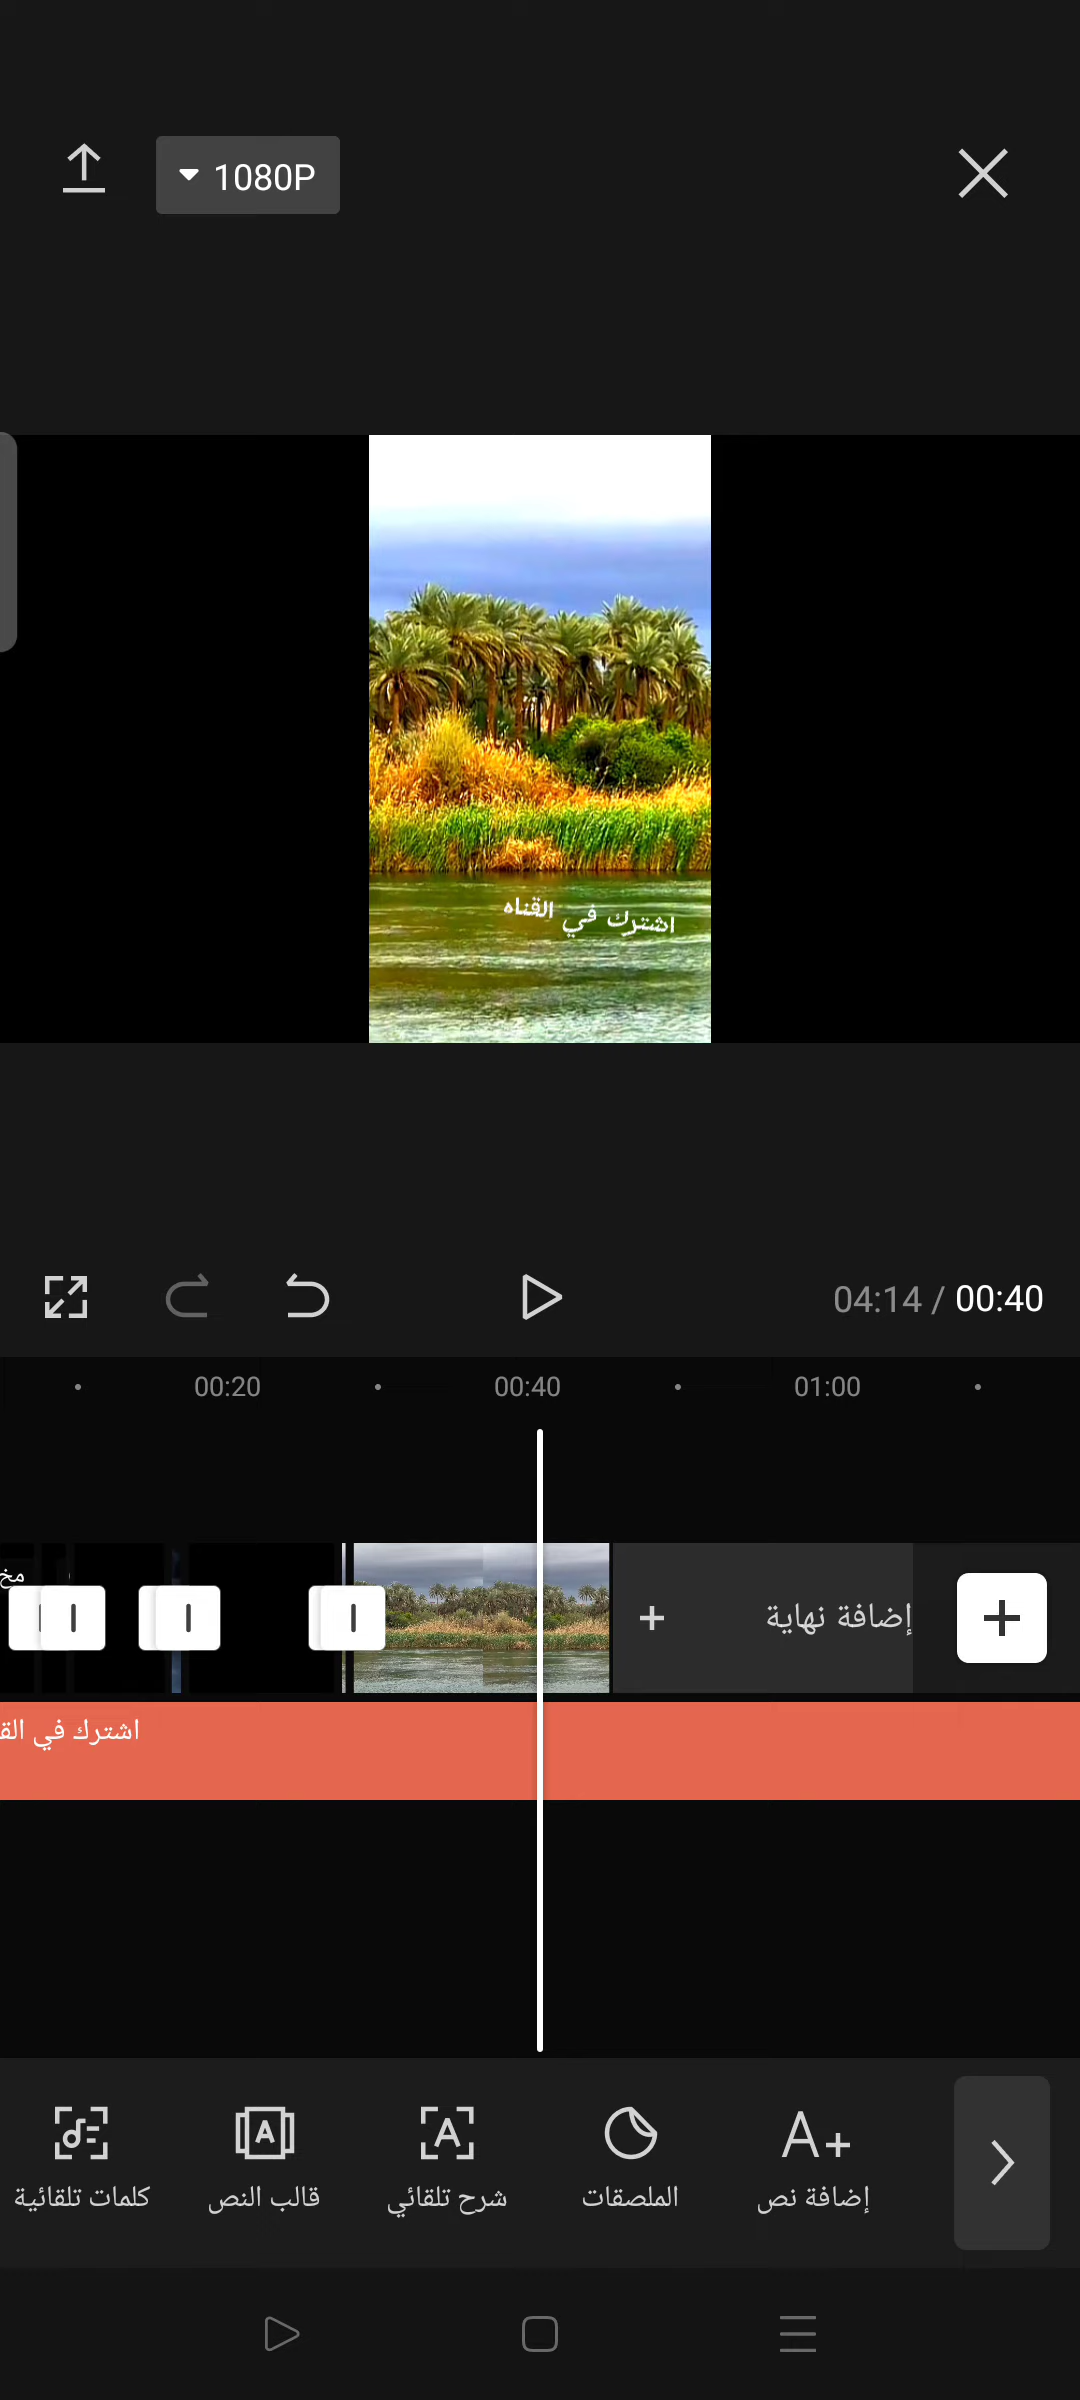 1080P
اشترك في القناه
04:14 / 00:40
00:20
00:40
01:00
مخ
إضافة نهاية
اشترك في الق
كلمات تلقائية
قالب النص
شرح تلقائي
الملصقات
إضافة نص